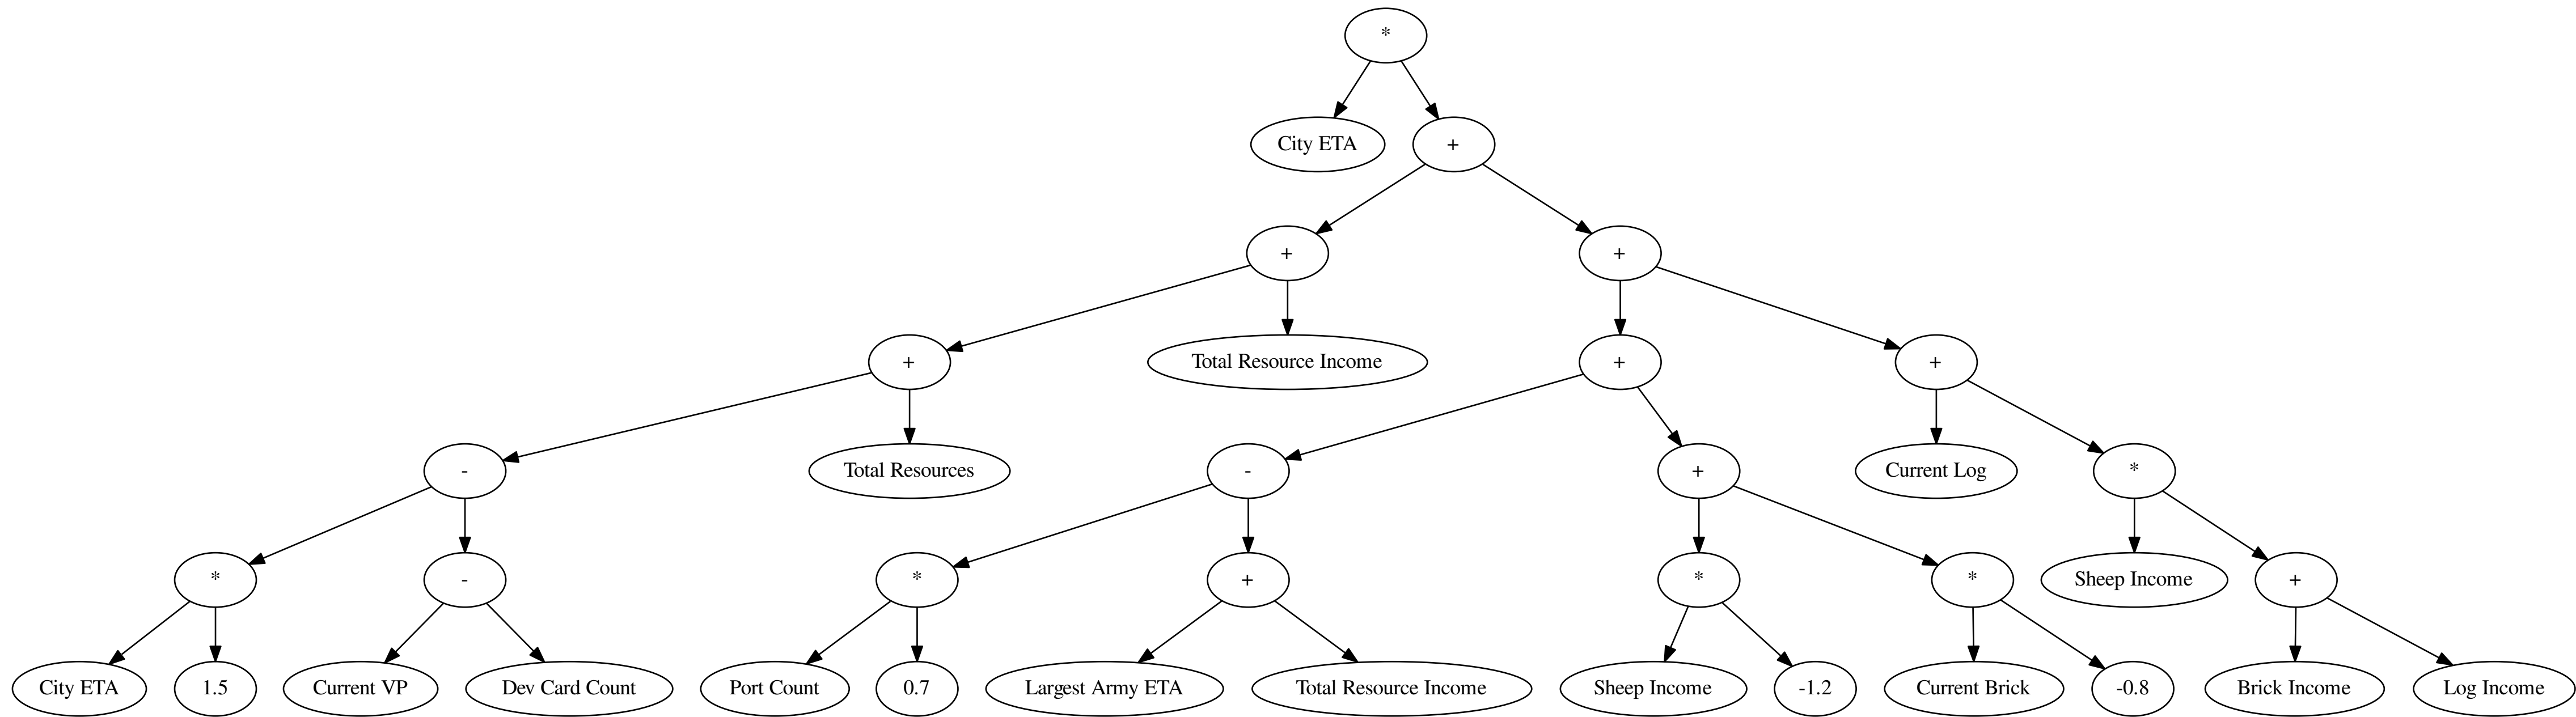 *
City ETA
+
+
+
+
Total Resource Income
+
+
-
Total Resources
-
+
Current Log
*
*
-
*
+
*
*
Sheep Income
+
City ETA
1.5
Current VP
Dev Card Count
Port Count
0.7
Largest Army ETA
Total Resource Income
Sheep Income
-1.2
Current Brick
-0.8
Brick Income
Log Income